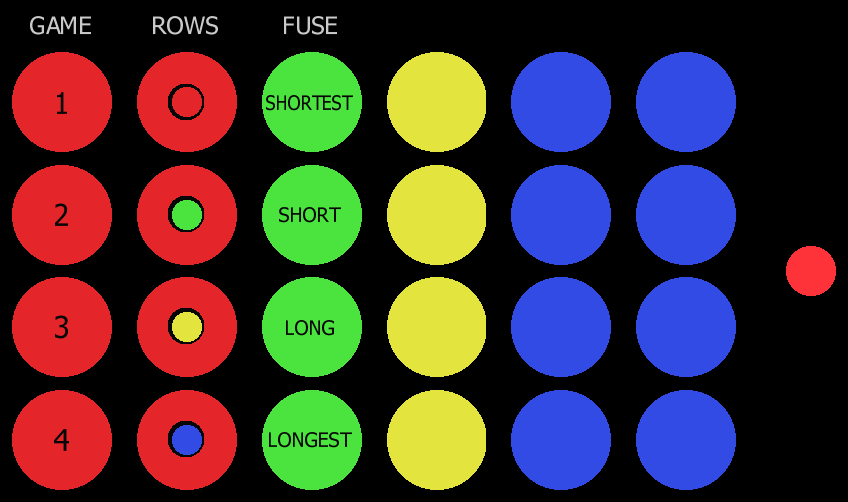 GAME ROWS FUSE
1 SHORTEST
2 SHORT
3 LONG
4 LONGEST